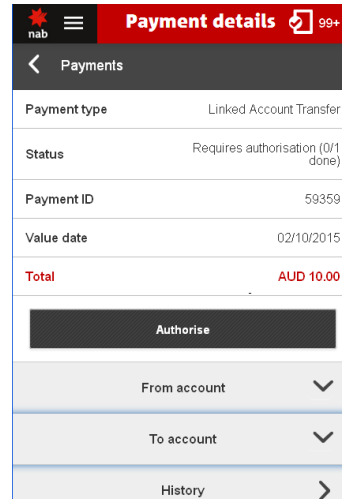 nab
Payment details
99+
Payments
Payment type Linked Account Transfer
Status Requires authorisation (0/1
done)
Payment ID 59359
Value date 02/10/2015
Total AUD 10.00
Authorise
From account
To account
History